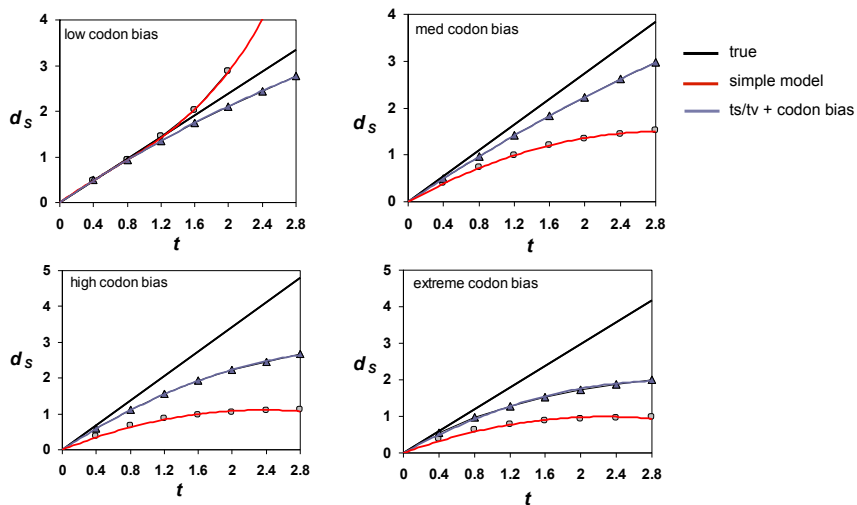 low codon bias
4
3
2
1
0
d_S
0 0.4 0.8 1.2 1.6 2 2.4 2.8
t
med codon bias
4
3
2
1
0
d_S
0 0.4 0.8 1.2 1.6 2 2.4 2.8
t
true
simple model
ts/tv + codon bias
high codon bias
5
4
3
2
1
0
d_S
0 0.4 0.8 1.2 1.6 2 2.4 2.8
t
extreme codon bias
5
4
3
2
1
0
d_S
0 0.4 0.8 1.2 1.6 2 2.4 2.8
t